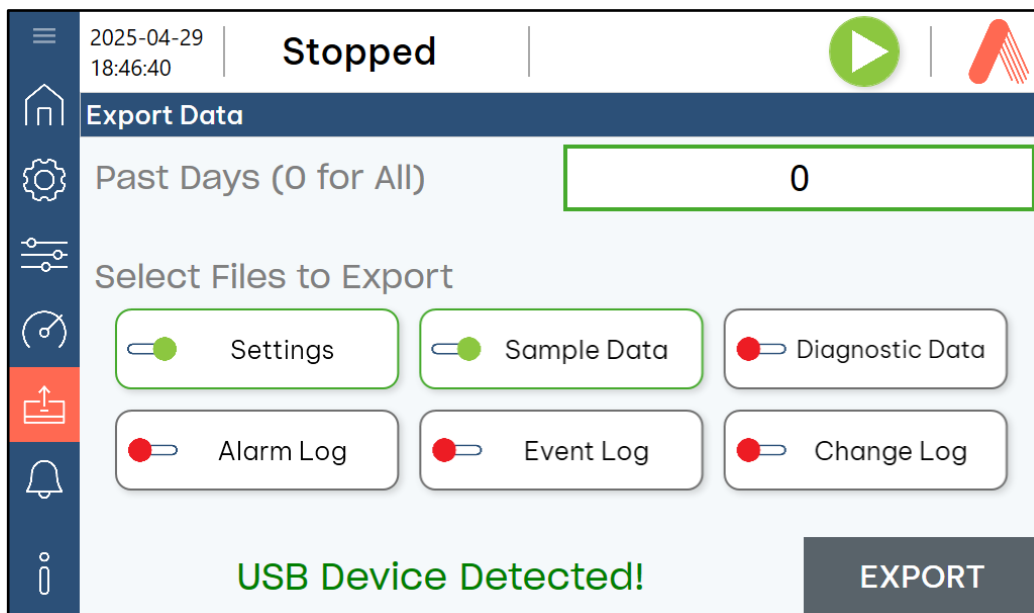 2025-04-29
18:46:40
Stopped
Export Data
Past Days (0 for All)
0
Select Files to Export
Settings
Sample Data
Diagnostic Data
Alarm Log
Event Log
Change Log
USB Device Detected!
EXPORT